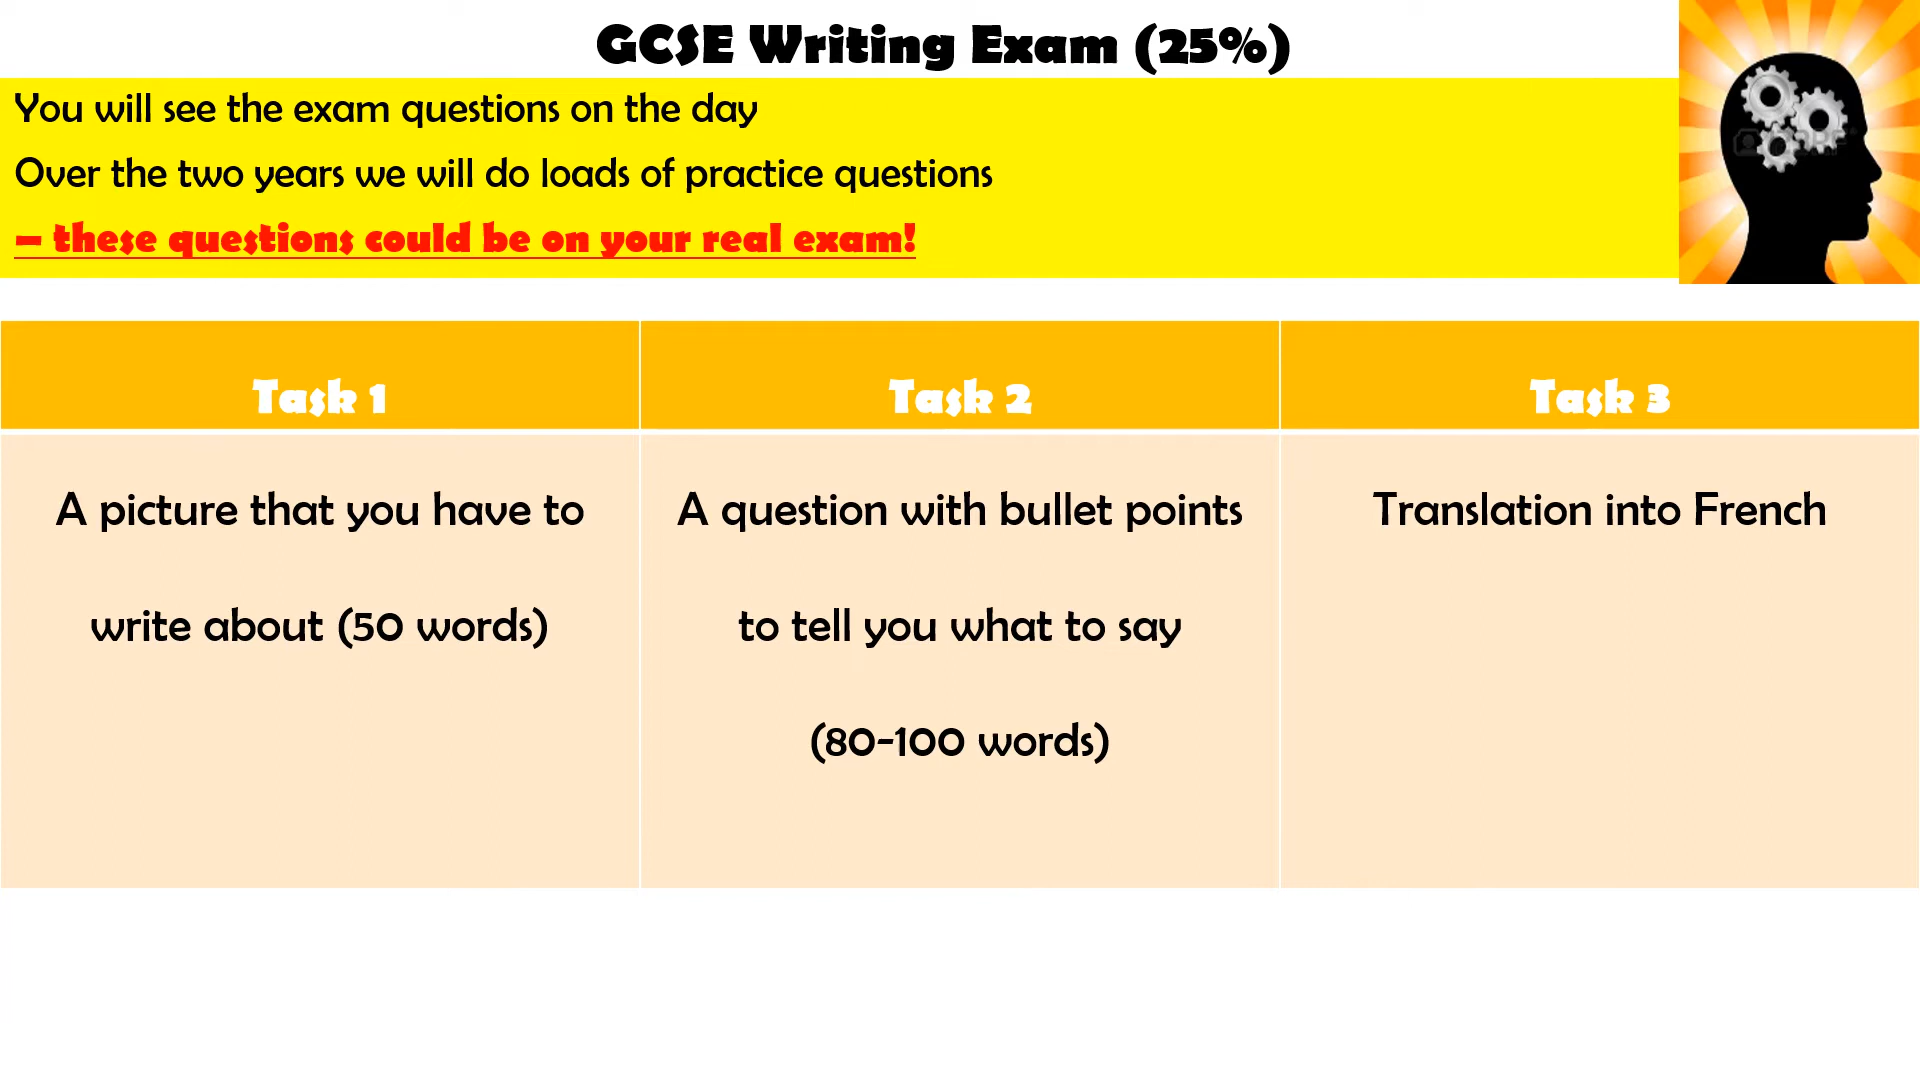 GCSE Writing Exam (25%)
You will see the exam questions on the day
Over the two years we will do loads of practice questions
– these questions could be on your real exam!
Task 1
Task 2
Task 3
A picture that you have to
write about (50 words)
A question with bullet points
to tell you what to say
(80-100 words)
Translation into French